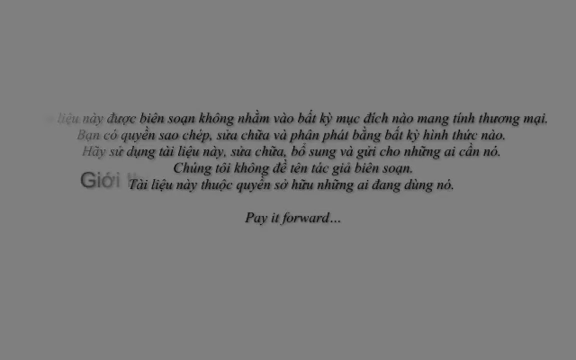 liệu này được biên soạn không nhằm vào bất kỳ mục đích nào mang tính thương mại.
Bạn có quyền sao chép, sửa chữa và phân phát bằng bất kỳ hình thức nào.
Hãy sử dụng tài liệu này, sửa chữa, bổ sung và gửi cho những ai cần nó.
Chúng tôi không đề tên tác giả biên soạn.
Giới
Tài liệu này thuộc quyền sở hữu những ai đang dùng nó.
Pay it forward…